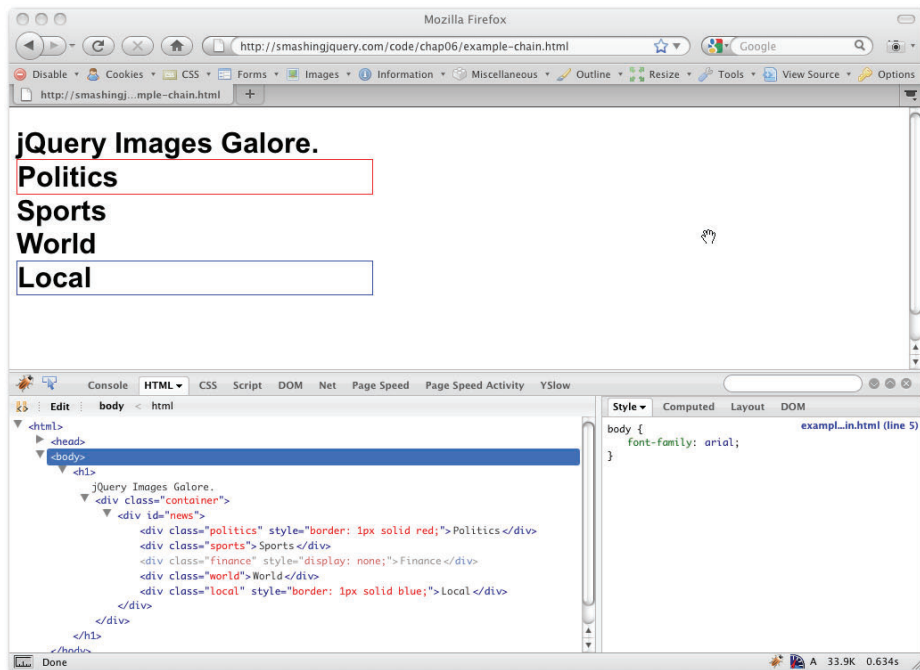 Mozilla Firefox
http://smashingjquery.com/code/chap06/example-chain.html
Google
Disable Cookies CSS Forms Images Information Miscellaneous Outline Resize Tools View Source Options
http://smashingj...mple-chain.html +
jQuery Images Galore.
Politics
Sports
World
Local
Console HTML CSS Script DOM Net Page Speed Page Speed Activity YSlow
Edit body < html
Style Computed Layout DOM
<html>
<head>
<body>
<h1>
jQuery Images Galore.
<div class="container">
<div id="news">
<div class="politics" style="border: 1px solid red;">Politics</div>
<div class="sports">Sports</div>
<div class="finance" style="display: none;">Finance</div>
<div class="world">World</div>
<div class="local" style="border: 1px solid blue;">Local</div>
</div>
</div>
</h1>
</body>
body {
exampl...in.html (line 5)
font-family: arial;
}
Done
A 33.9K 0.634s